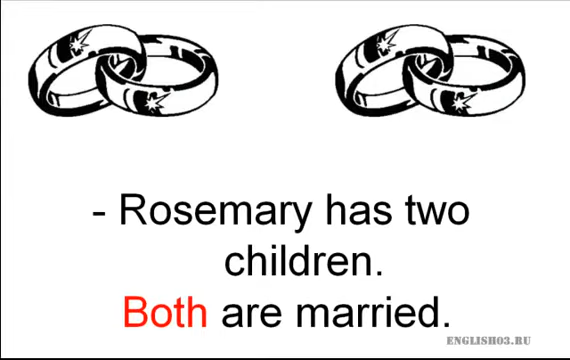 - Rosemary has two
children.
Both are married.
ENGLISH03.RU